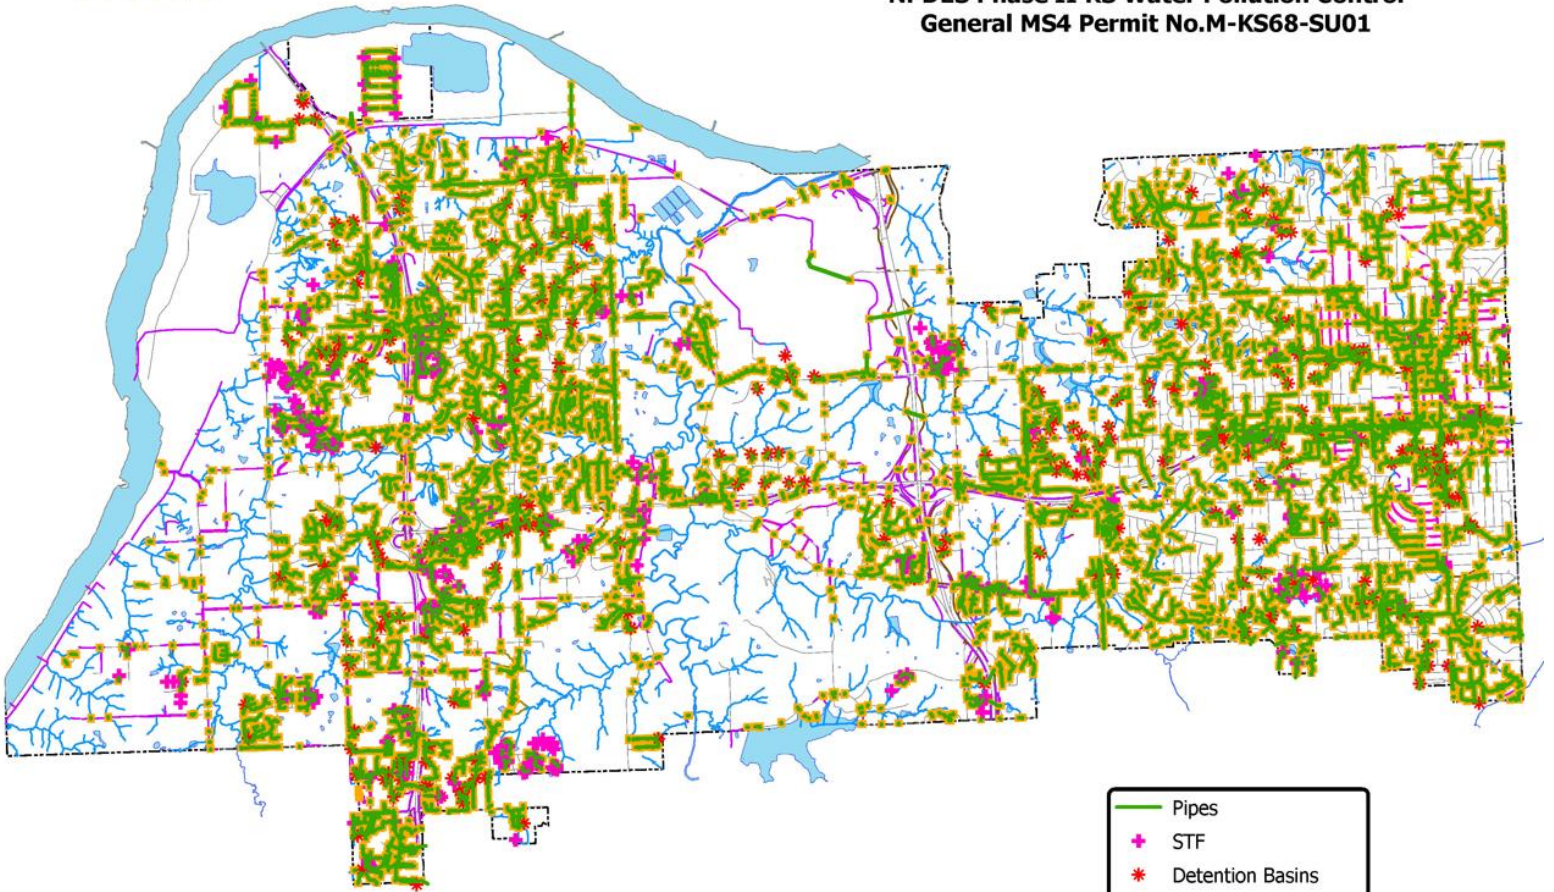 General MS4 Permit No.M-KS68-SU01
Pipes
STF
Detention Basins